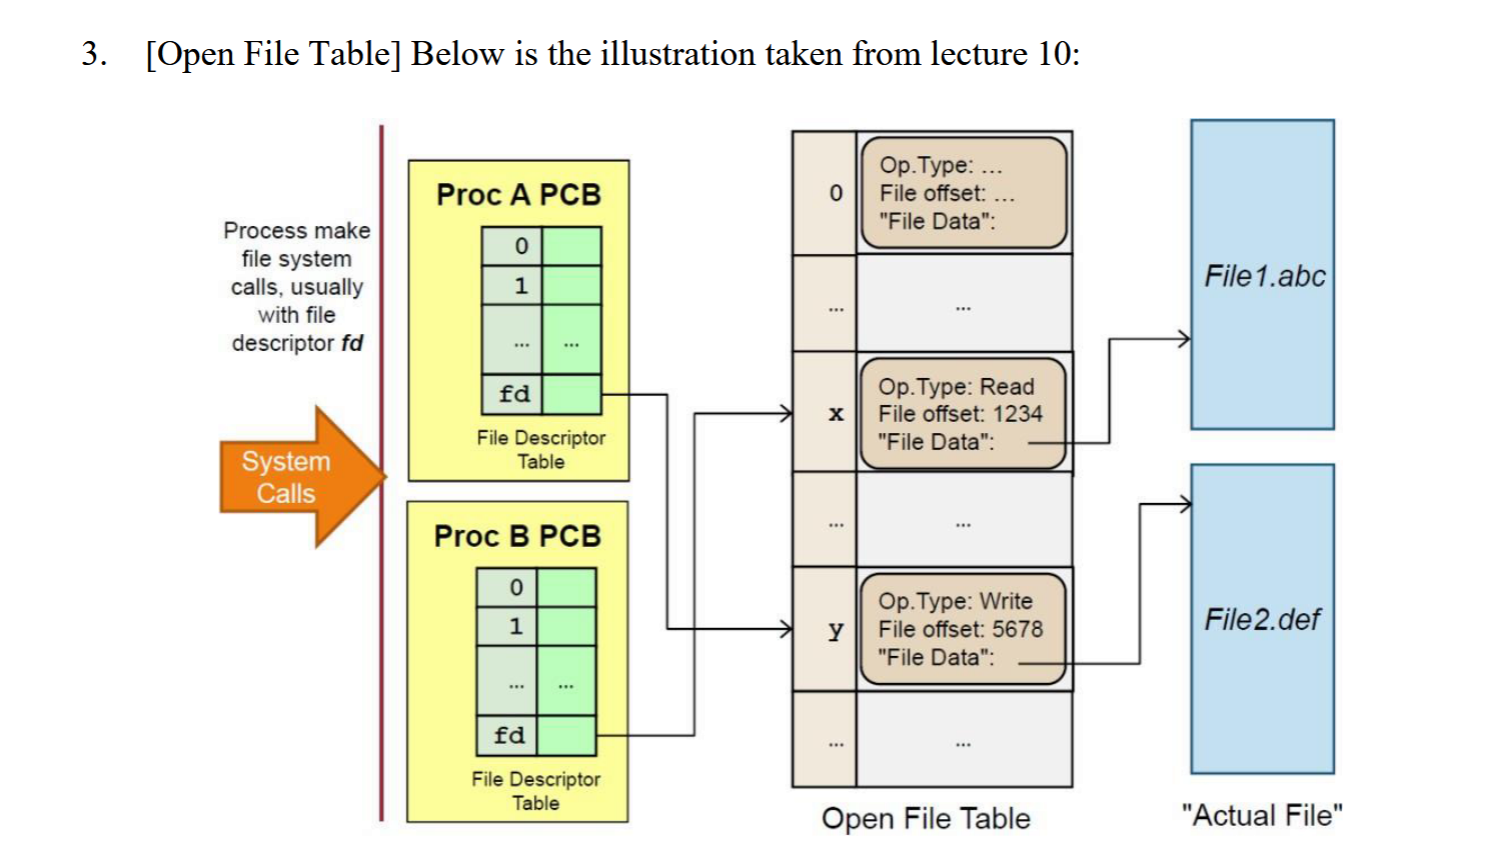 3. [Open File Table] Below is the illustration taken from lecture 10:
Process make
file system
calls, usually
with file
descriptor fd
System
Calls
Proc A PCB
0
1
... ...
fd
File Descriptor
Table
Proc B PCB
0
1
... ...
fd
File Descriptor
Table
0
Op.Type: ...
File offset: ...
"File Data":
... ...
x
Op.Type: Read
File offset: 1234
"File Data":
... ...
y
Op.Type: Write
File offset: 5678
"File Data":
... ...
Open File Table
File1.abc
File2.def
"Actual File"